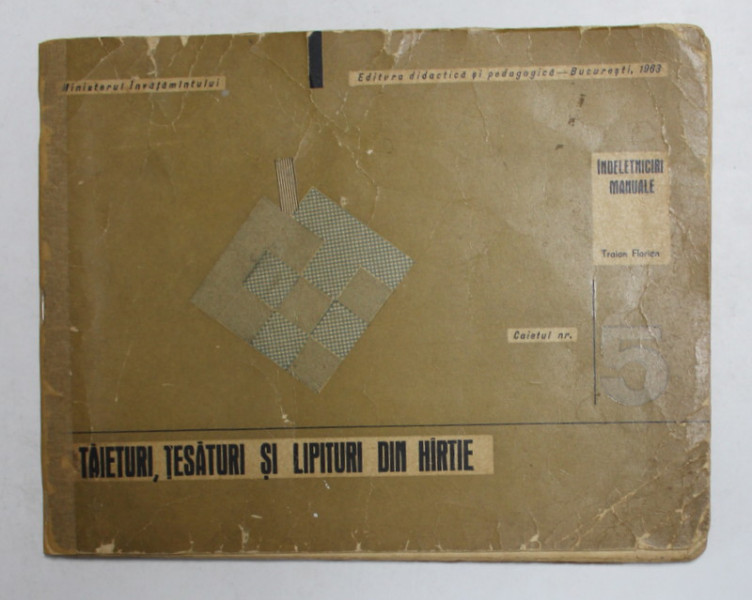 Ministerul Învățămîntului
Editura didactică și pedagogică — București, 1963
ÎNDELETNICIRI
MANUALE
Traian Florian
Caietul nr.
5
TĂIETURI, ȚESĂTURI ȘI LIPITURI DIN HÎRTIE